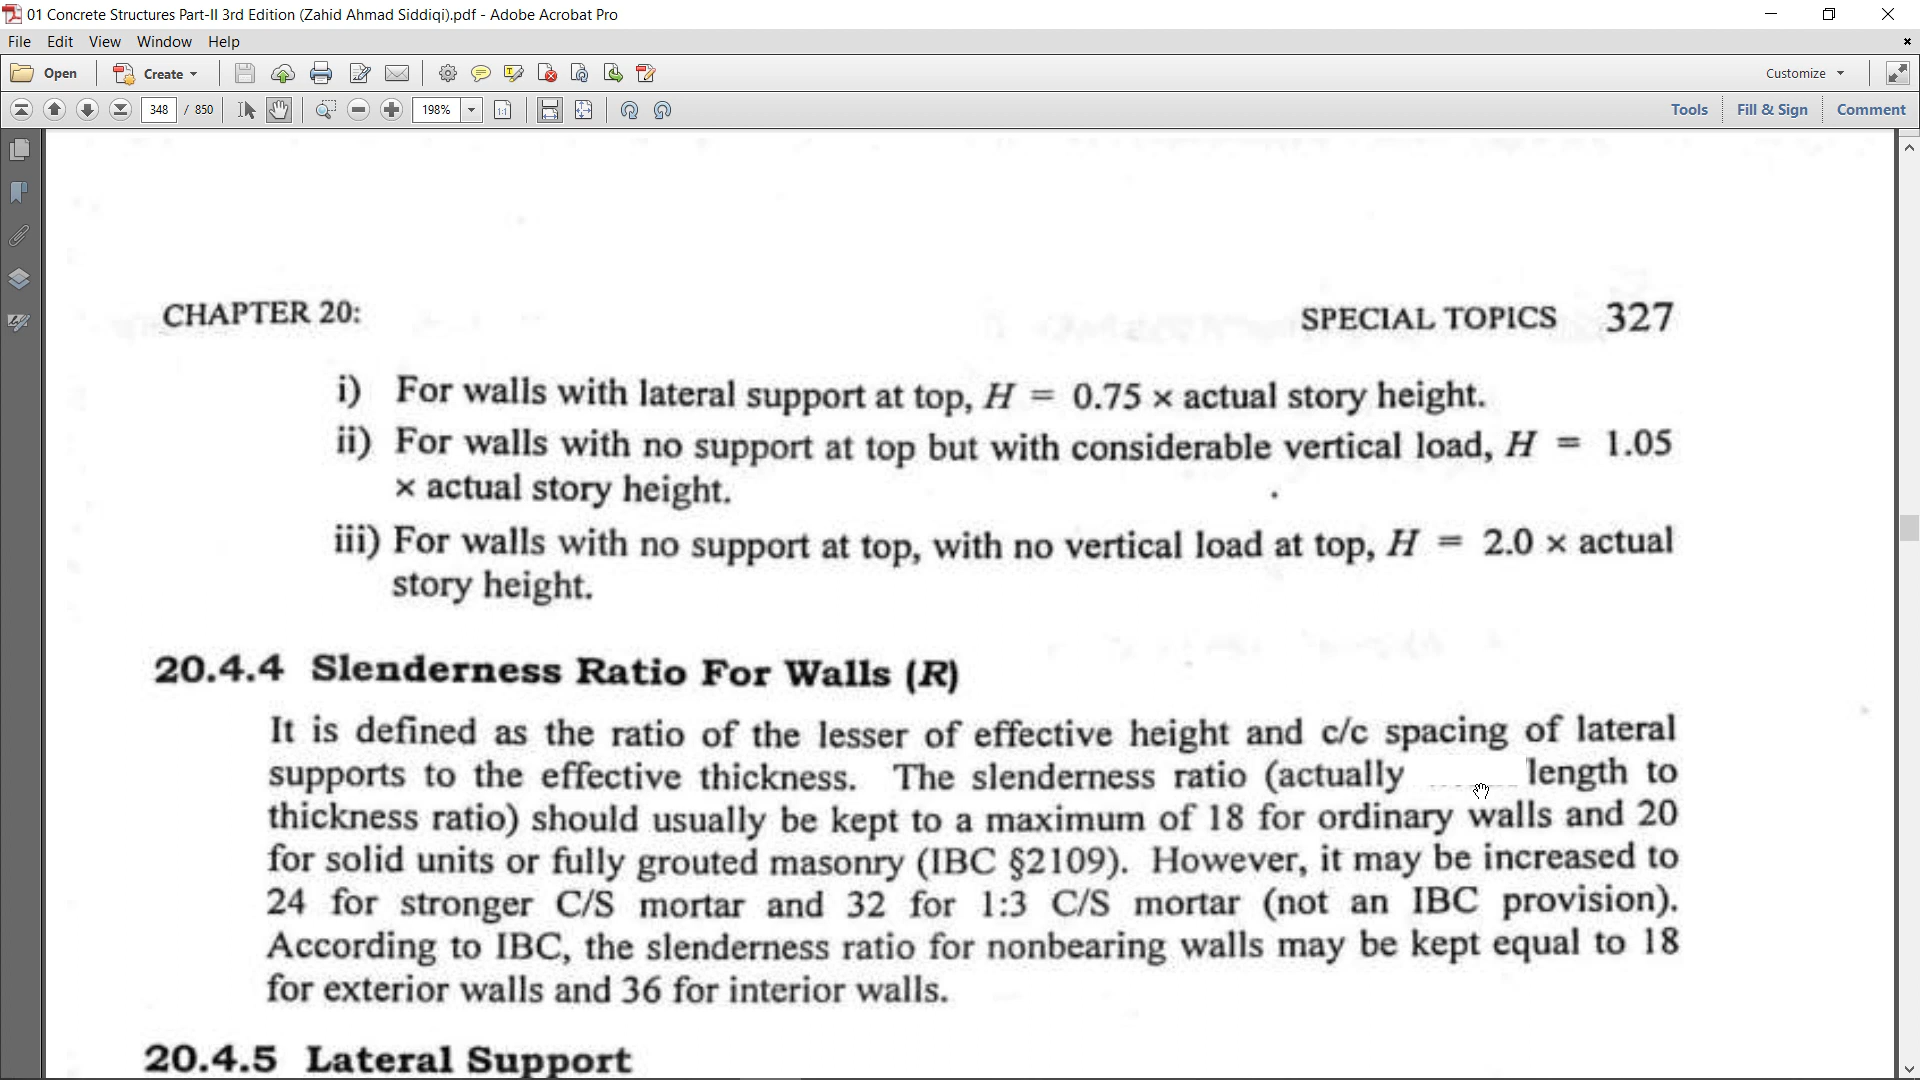 01 Concrete Structures Part-II 3rd Edition (Zahid Ahmad Siddiqi).pdf - Adobe Acrobat Pro
File Edit View Window Help
Open Create Customize
348 / 850 198% Tools Fill & Sign Comment
CHAPTER 20: SPECIAL TOPICS 327
i) For walls with lateral support at top, H = 0.75 × actual story height.
ii) For walls with no support at top but with considerable vertical load, H = 1.05
× actual story height.
iii) For walls with no support at top, with no vertical load at top, H = 2.0 × actual
story height.
20.4.4 Slenderness Ratio For Walls (R)
It is defined as the ratio of the lesser of effective height and c/c spacing of lateral
supports to the effective thickness. The slenderness ratio (actually length to
thickness ratio) should usually be kept to a maximum of 18 for ordinary walls and 20
for solid units or fully grouted masonry (IBC §2109). However, it may be increased to
24 for stronger C/S mortar and 32 for 1:3 C/S mortar (not an IBC provision).
According to IBC, the slenderness ratio for nonbearing walls may be kept equal to 18
for exterior walls and 36 for interior walls.
20.4.5 Lateral Support